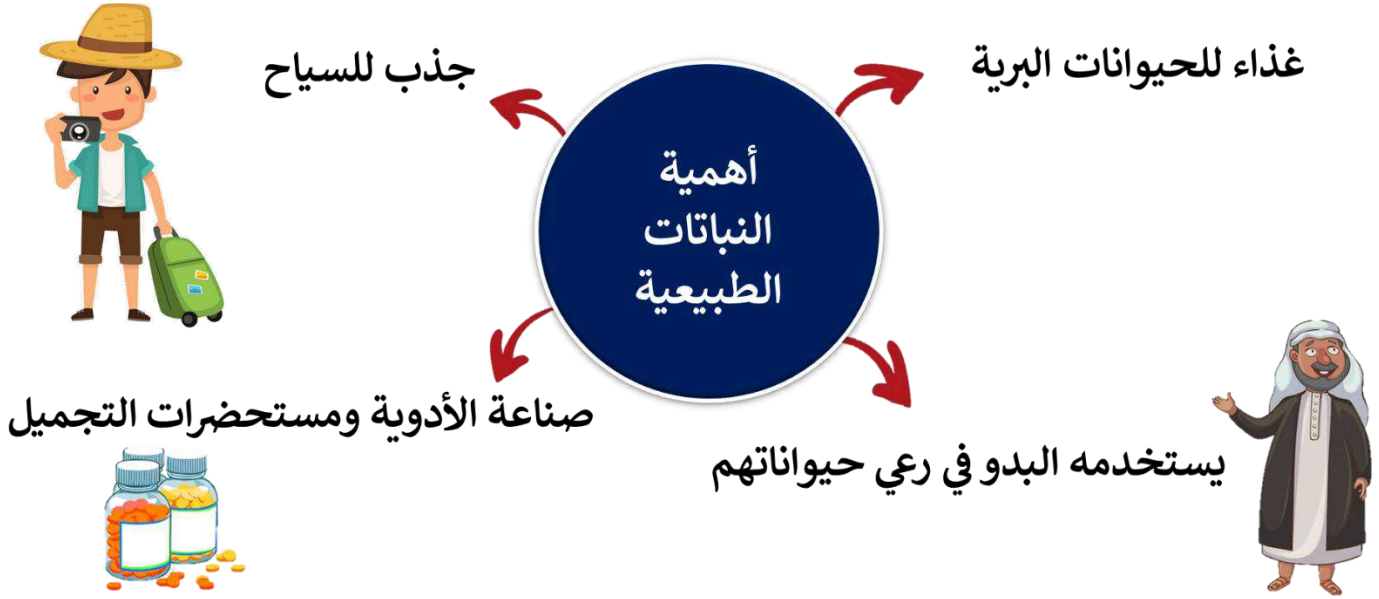 غذاء للحيوانات البرية
جذب للسياح
أهمية
النباتات
الطبيعية
صناعة الأدوية ومستحضرات التجميل
يستخدمه البدو في رعي حيواناتهم